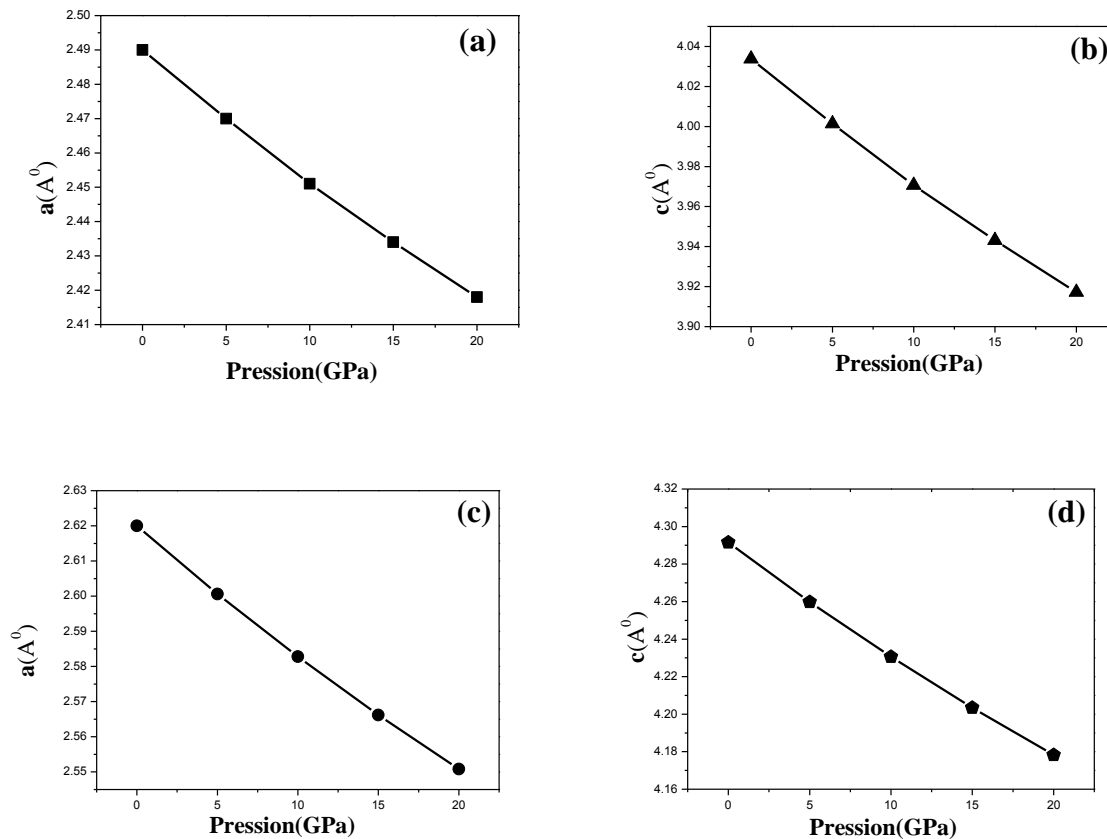 (a)
2.50
2.49
2.48
2.47
2.46
2.45
2.44
2.43
2.42
2.41
a(A⁰)
0 5 10 15 20
Pression(GPa)
(b)
4.04
4.02
4.00
3.98
3.96
3.94
3.92
3.90
c(A⁰)
0 5 10 15 20
Pression(GPa)
(c)
2.63
2.62
2.61
2.60
2.59
2.58
2.57
2.56
2.55
a(A⁰)
0 5 10 15 20
Pression(GPa)
(d)
4.32
4.30
4.28
4.26
4.24
4.22
4.20
4.18
4.16
c(A⁰)
0 5 10 15 20
Pression(GPa)